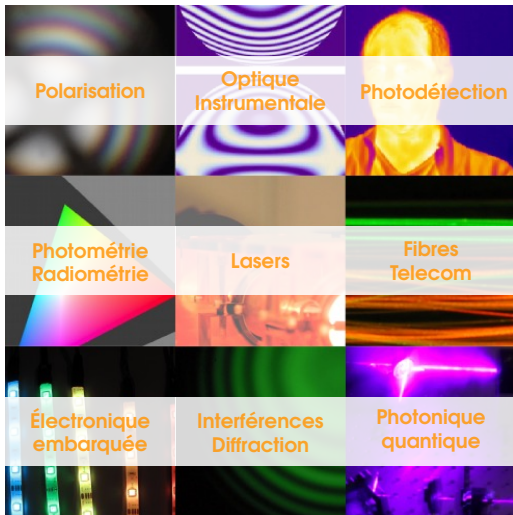 Polarisation
Optique
Instrumentale
Photodétection
Photométrie
Radiométrie
Lasers
Fibres
Telecom
Électronique
embarquée
Interférences
Diffraction
Photonique
quantique